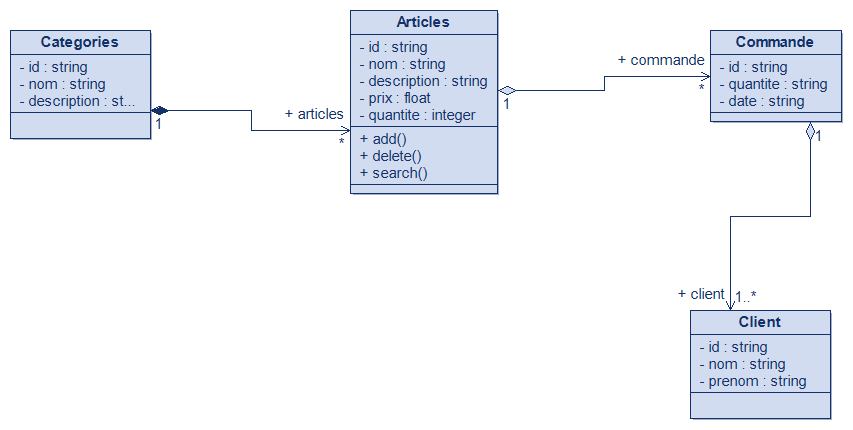 Categories
- id : string
- nom : string
- description : st...
1
+ articles
*
Articles
- id : string
- nom : string
- description : string
- prix : float
- quantite : integer
+ add()
+ delete()
+ search()
1
+ commande
*
Commande
- id : string
- quantite : string
- date : string
1
+ client
1..*
Client
- id : string
- nom : string
- prenom : string